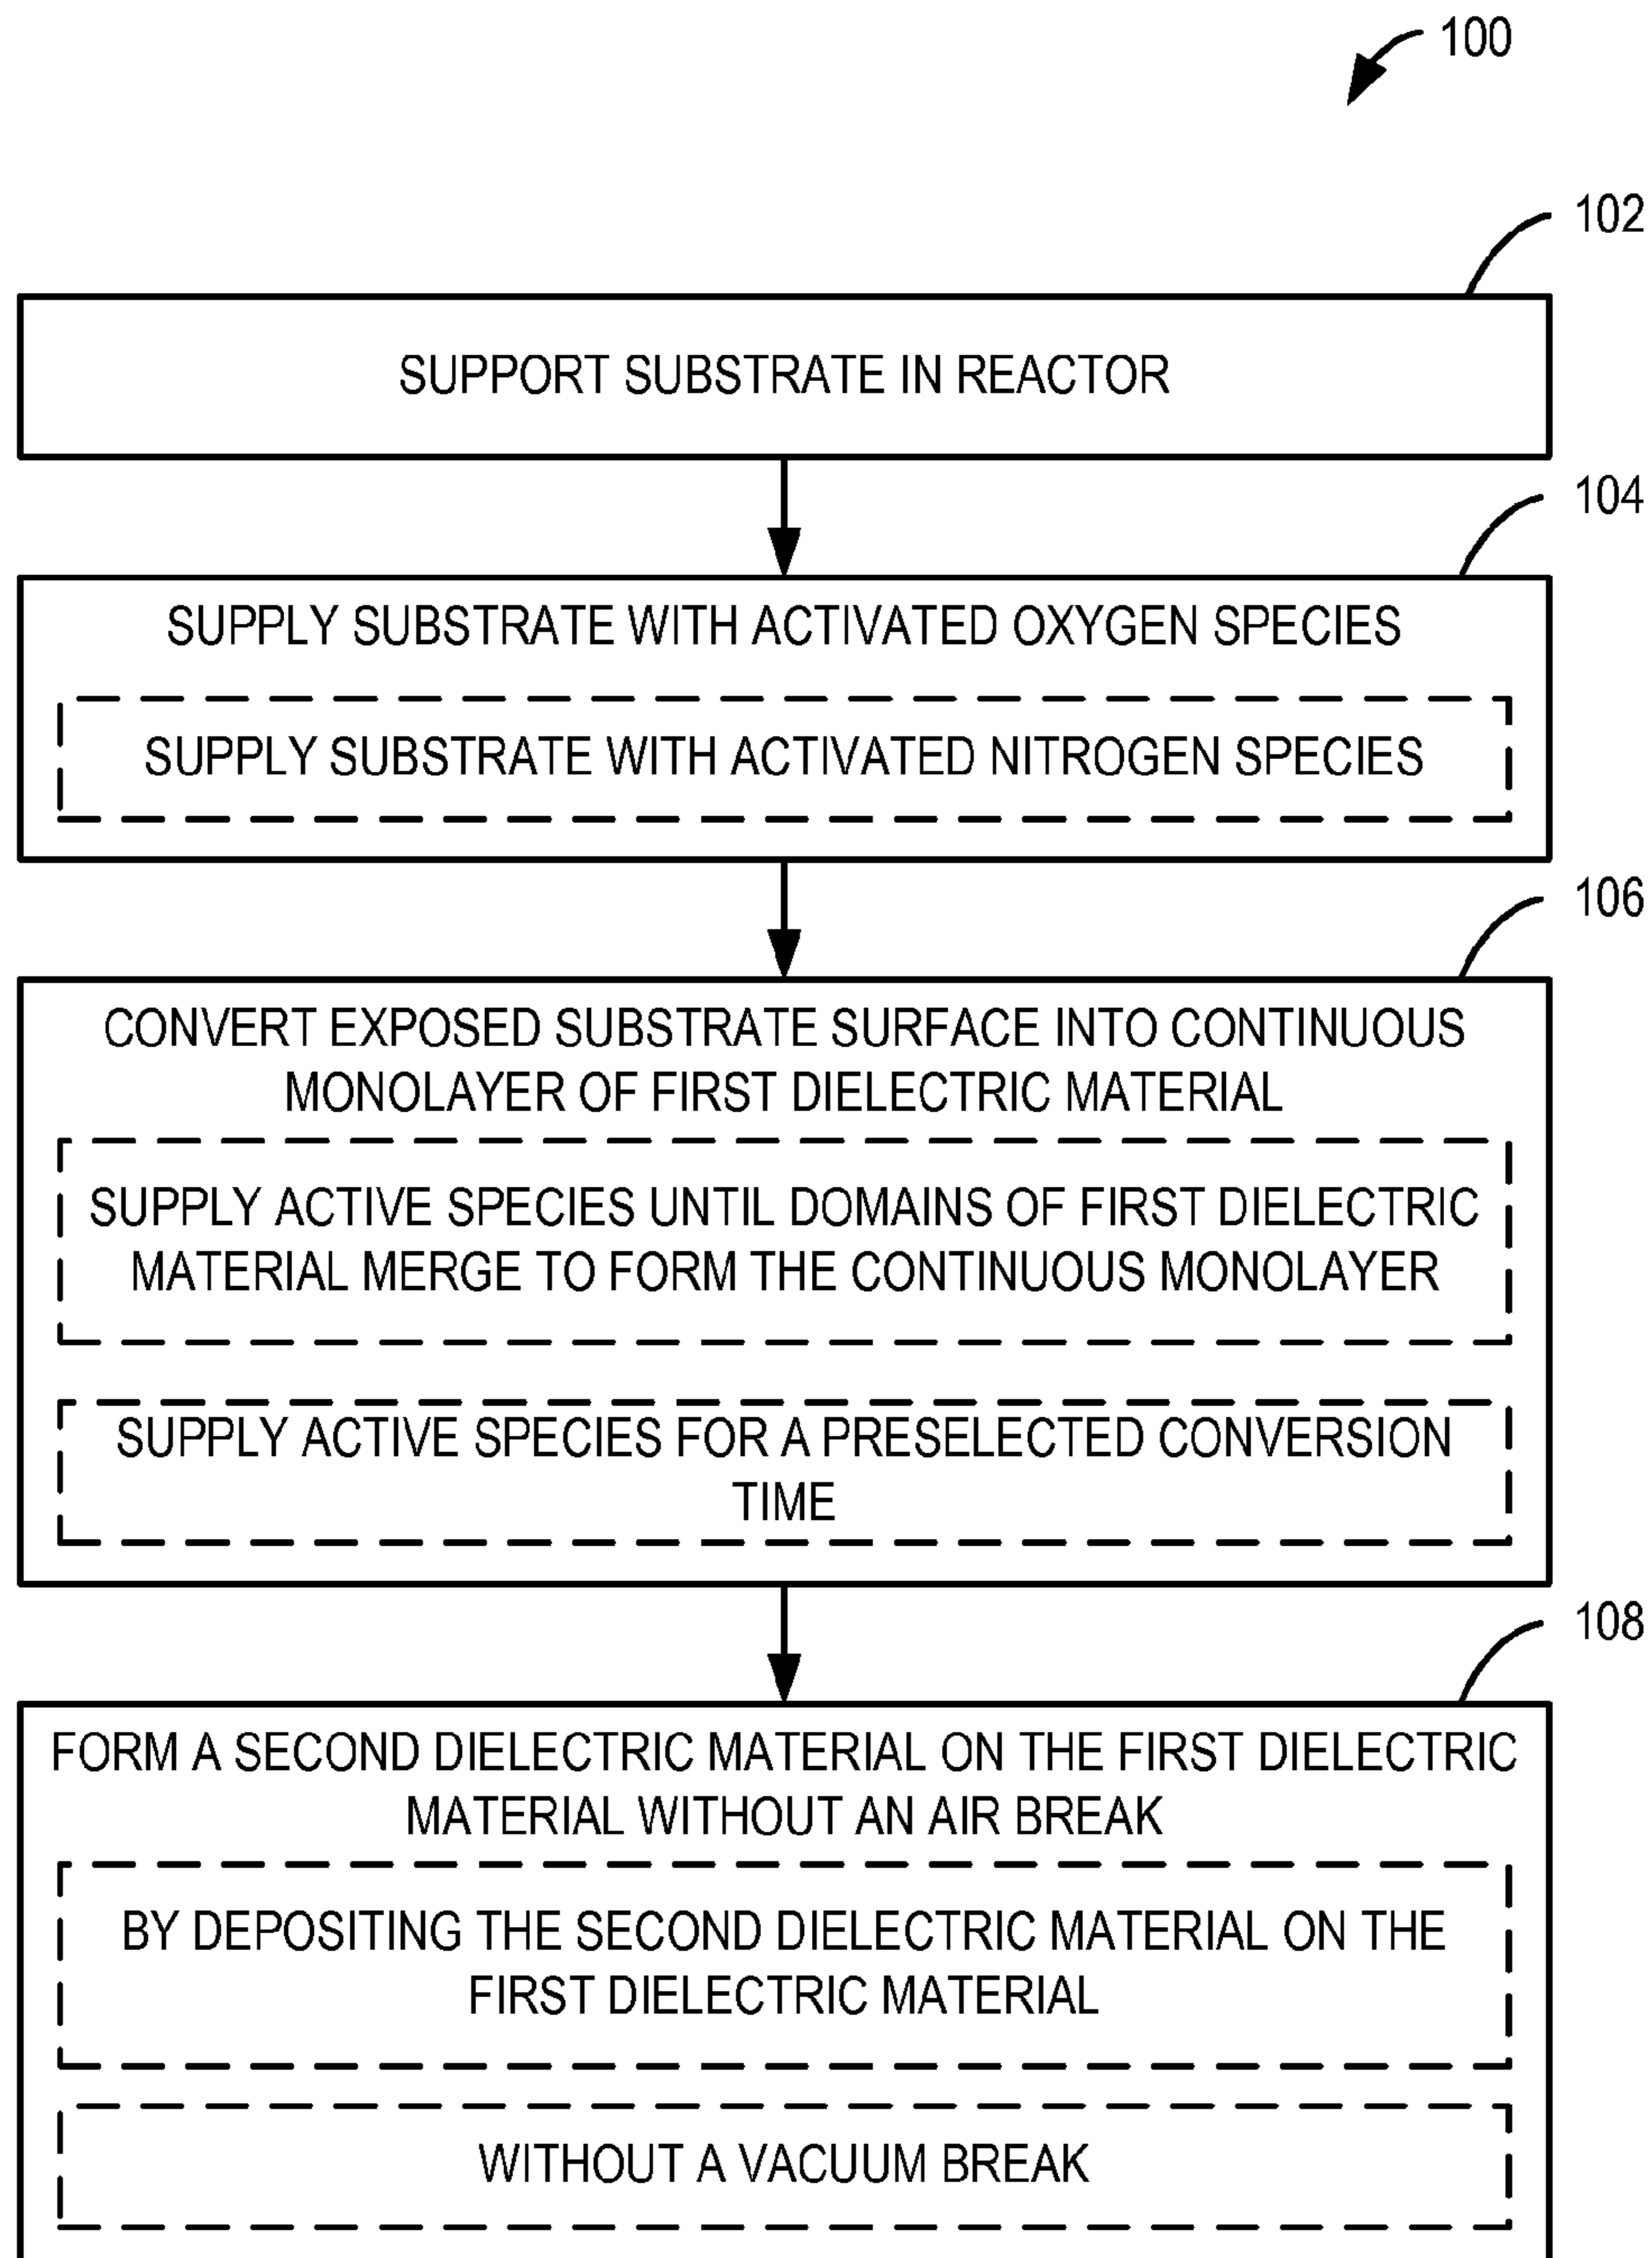 100
102
SUPPORT SUBSTRATE IN REACTOR
104
SUPPLY SUBSTRATE WITH ACTIVATED OXYGEN SPECIES
SUPPLY SUBSTRATE WITH ACTIVATED NITROGEN SPECIES
106
CONVERT EXPOSED SUBSTRATE SURFACE INTO CONTINUOUS
MONOLAYER OF FIRST DIELECTRIC MATERIAL
SUPPLY ACTIVE SPECIES UNTIL DOMAINS OF FIRST DIELECTRIC
MATERIAL MERGE TO FORM THE CONTINUOUS MONOLAYER
SUPPLY ACTIVE SPECIES FOR A PRESELECTED CONVERSION
TIME
108
FORM A SECOND DIELECTRIC MATERIAL ON THE FIRST DIELECTRIC
MATERIAL WITHOUT AN AIR BREAK
BY DEPOSITING THE SECOND DIELECTRIC MATERIAL ON THE
FIRST DIELECTRIC MATERIAL
WITHOUT A VACUUM BREAK